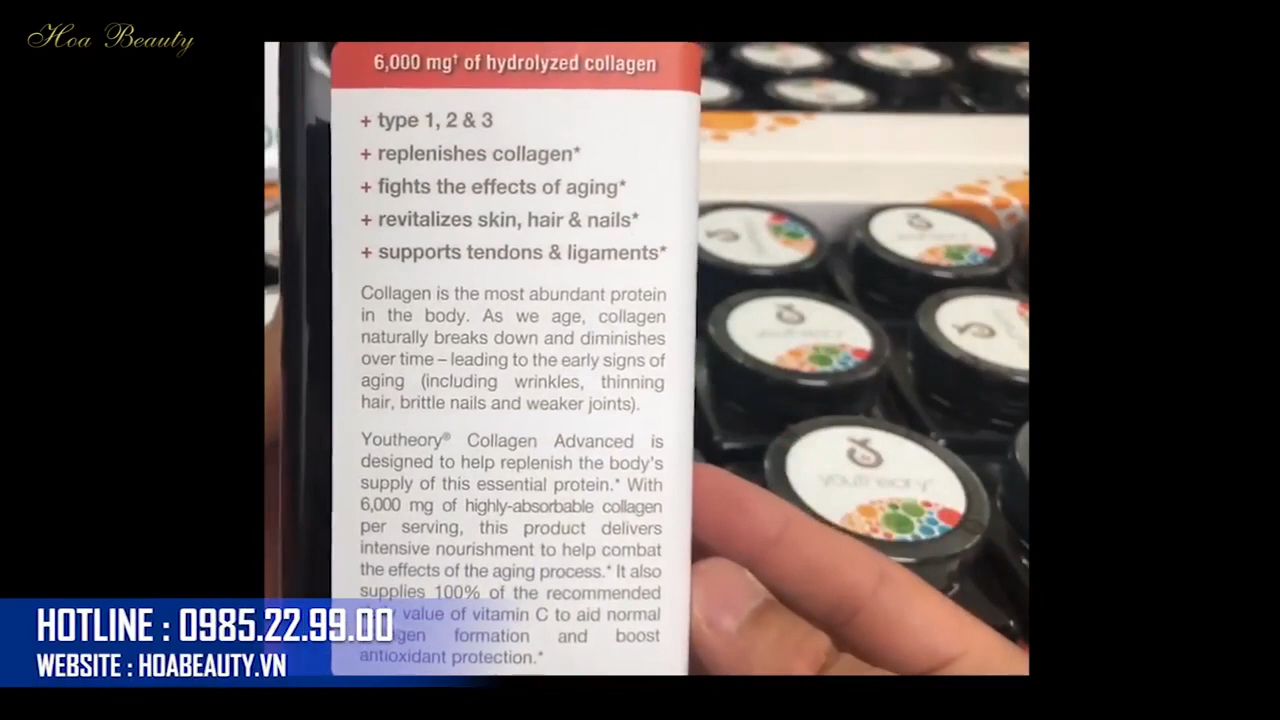 Hoa Beauty
6,000 mg† of hydrolyzed collagen
+ type 1, 2 & 3
+ replenishes collagen*
+ fights the effects of aging*
+ revitalizes skin, hair & nails*
+ supports tendons & ligaments*
Collagen is the most abundant protein
in the body. As we age, collagen
naturally breaks down and diminishes
over time – leading to the early signs of
aging (including wrinkles, thinning
hair, brittle nails and weaker joints).
Youtheory® Collagen Advanced is
designed to help replenish the body's
supply of this essential protein.* With
6,000 mg of highly-absorbable collagen
per serving, this product delivers
intensive nourishment to help combat
the effects of the aging process.* It also
supplies 100% of the recommended
value of vitamin C to aid normal
formation and boost
antioxidant protection.*
youtheory
HOTLINE : 0985.22.99.00
WEBSITE : HOABEAUTY.VN